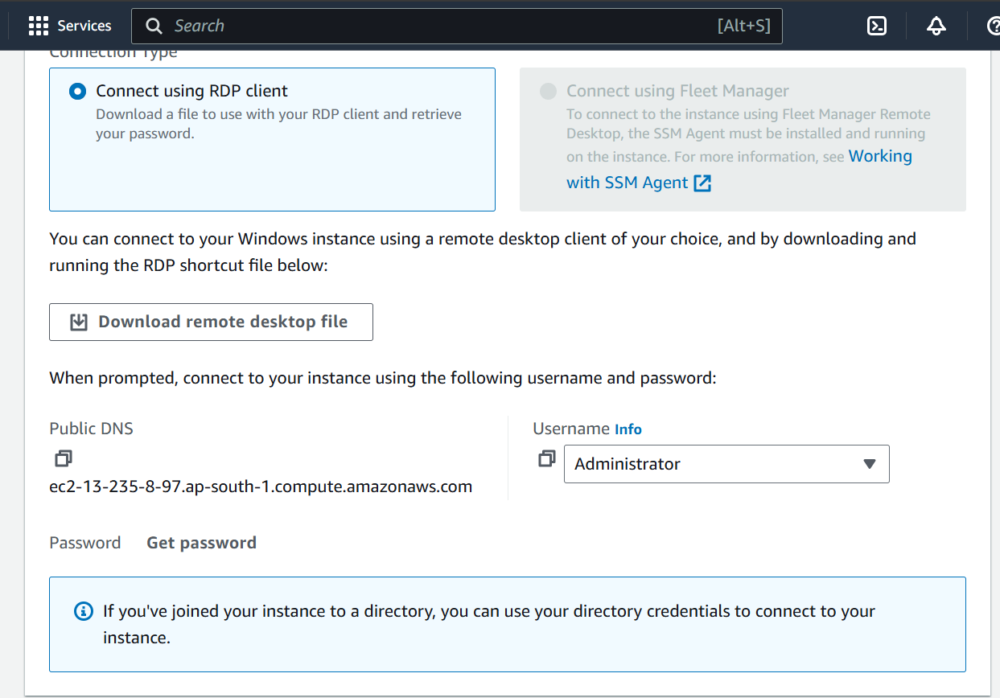 Services
Search
[Alt+S]
Connection Type
Connect using RDP client
Download a file to use with your RDP client and retrieve
your password.
Connect using Fleet Manager
To connect to the instance using Fleet Manager Remote
Desktop, the SSM Agent must be installed and running
on the instance. For more information, see Working
with SSM Agent
You can connect to your Windows instance using a remote desktop client of your choice, and by downloading and
running the RDP shortcut file below:
Download remote desktop file
When prompted, connect to your instance using the following username and password:
Public DNS
ec2-13-235-8-97.ap-south-1.compute.amazonaws.com
Username Info
Administrator
Password Get password
If you've joined your instance to a directory, you can use your directory credentials to connect to your
instance.